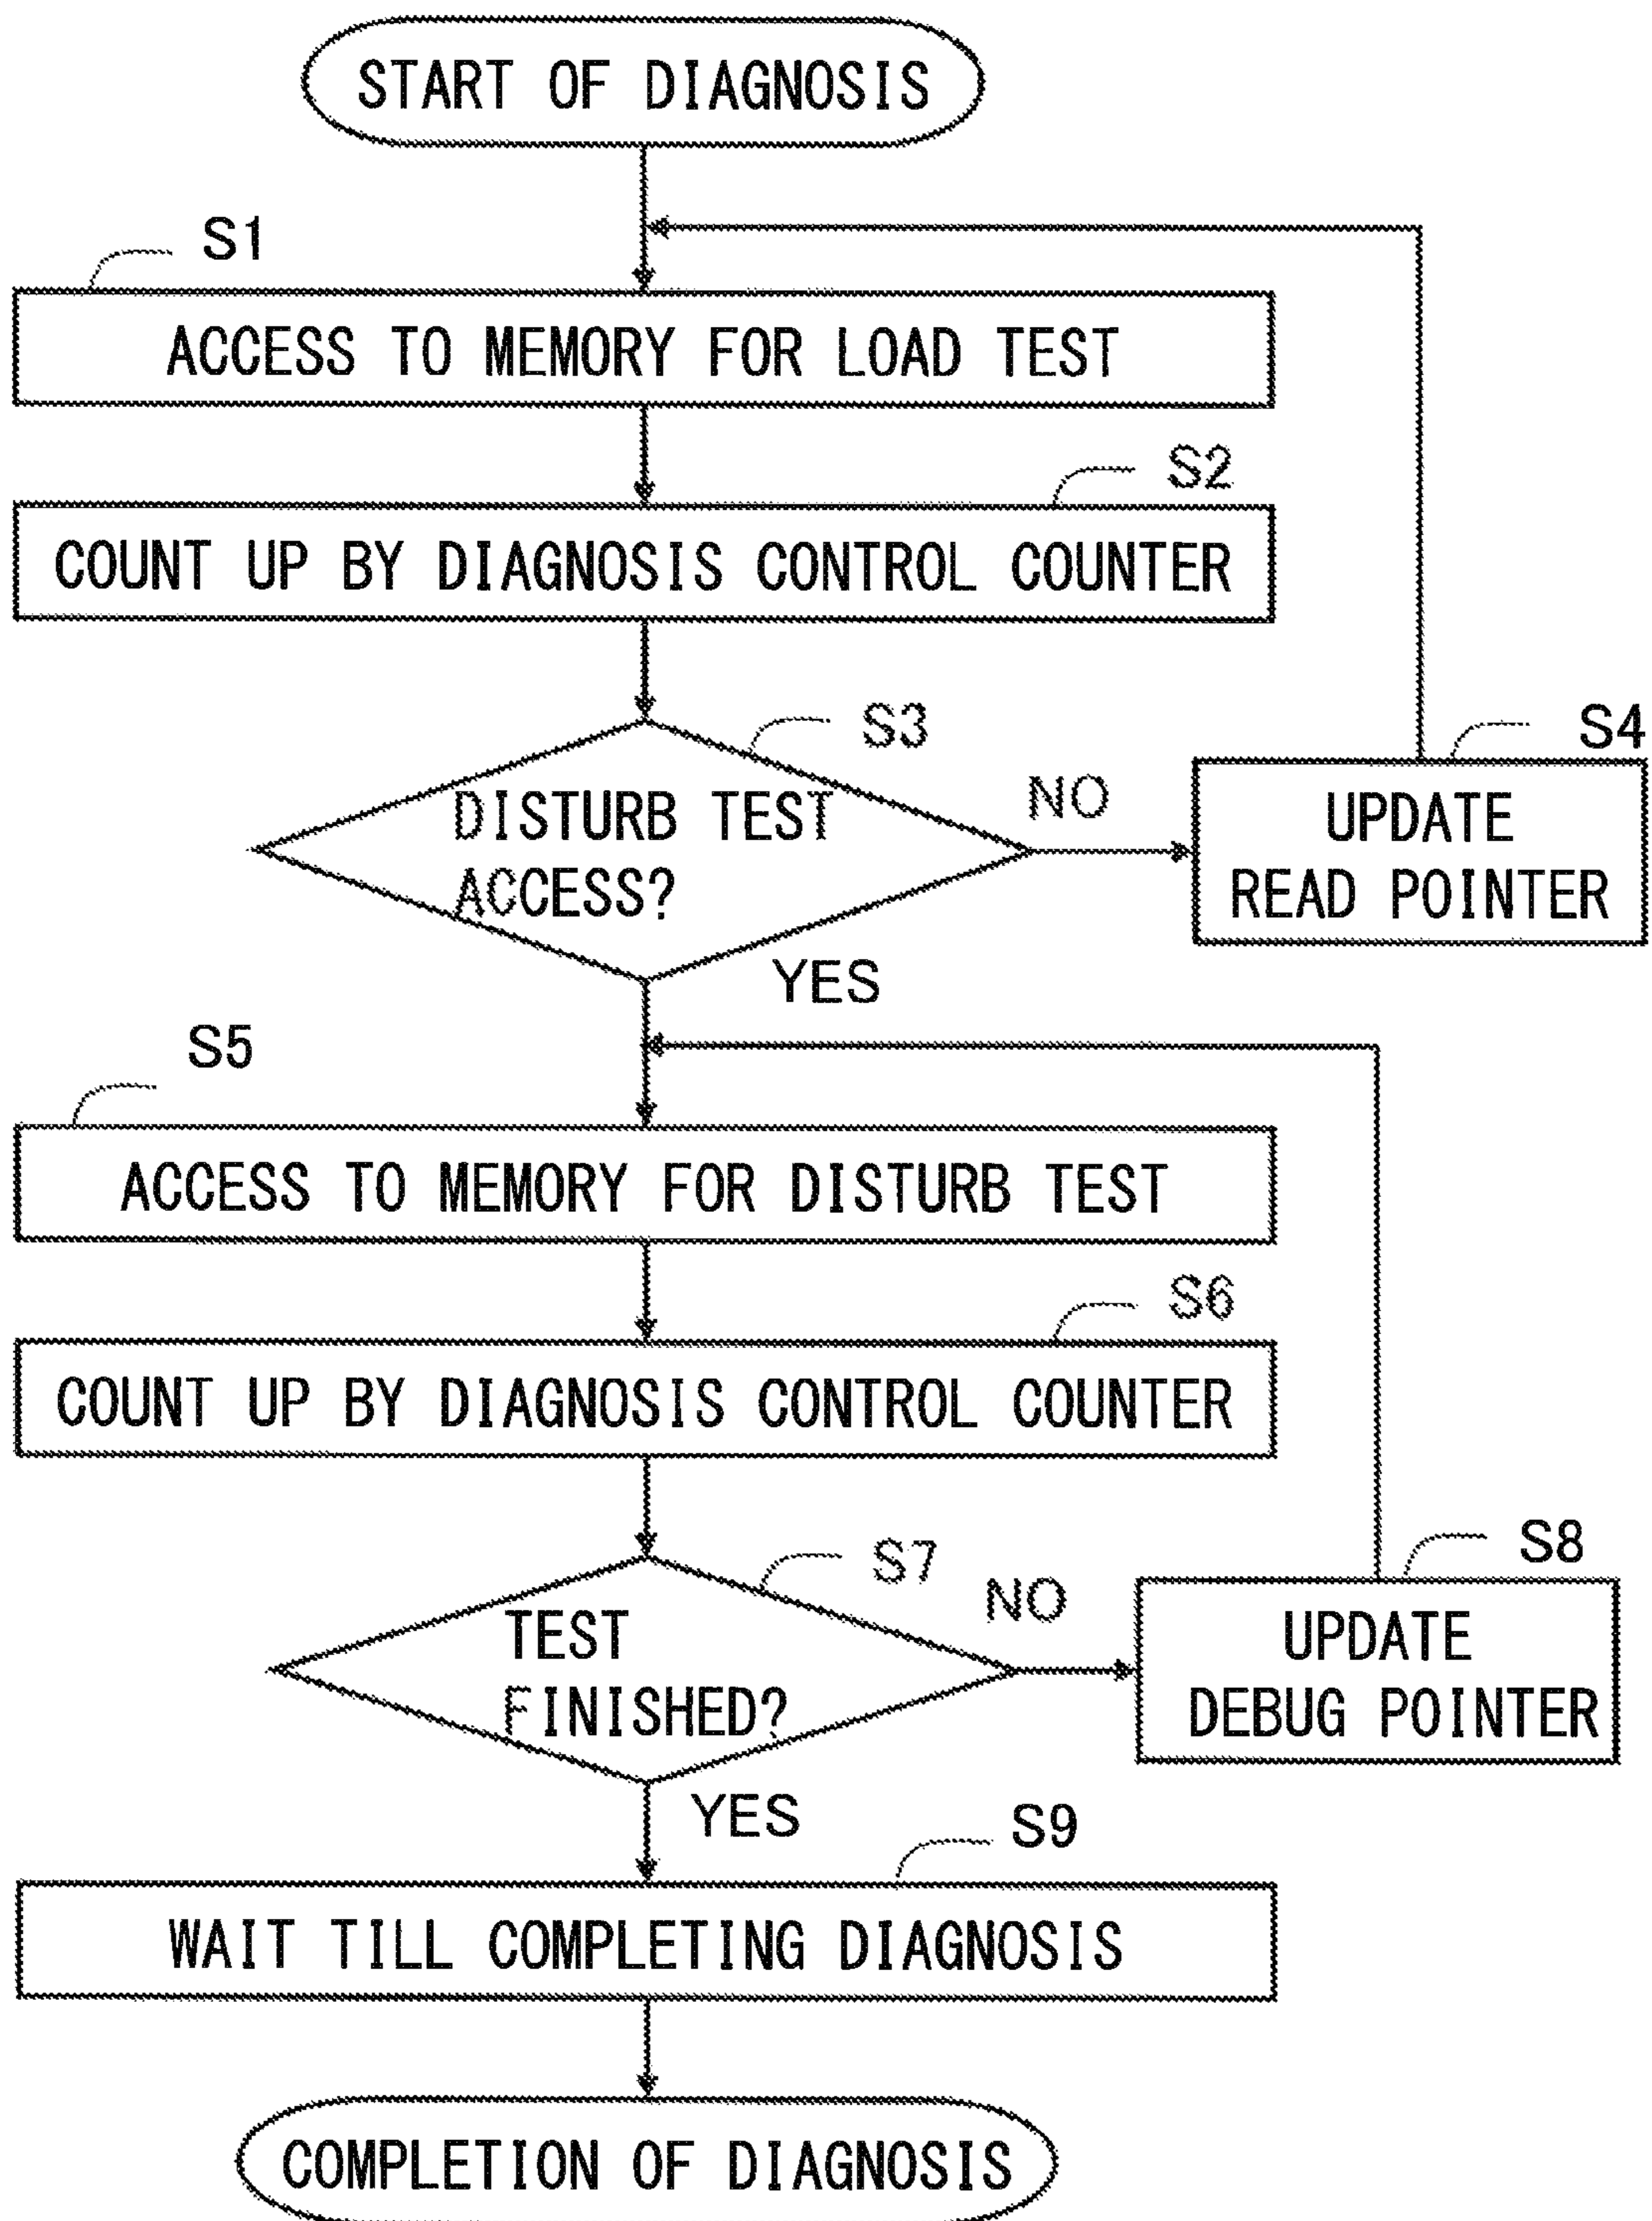 START OF DIAGNOSIS
S1
ACCESS TO MEMORY FOR LOAD TEST
S2
COUNT UP BY DIAGNOSIS CONTROL COUNTER
S3
DISTURB TEST
ACCESS?
NO
S4
UPDATE
READ POINTER
YES
S5
ACCESS TO MEMORY FOR DISTURB TEST
S6
COUNT UP BY DIAGNOSIS CONTROL COUNTER
S7
TEST
FINISHED?
NO
S8
UPDATE
DEBUG POINTER
YES
S9
WAIT TILL COMPLETING DIAGNOSIS
COMPLETION OF DIAGNOSIS